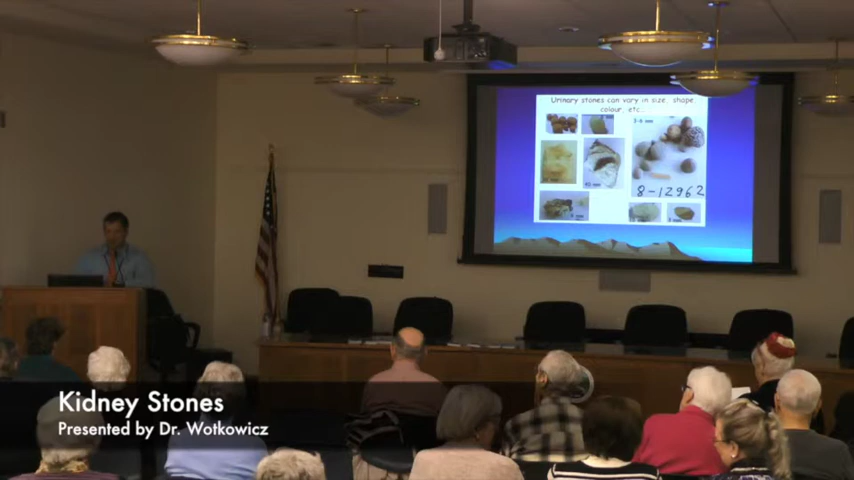 Urinary stones can vary in size, shape,
colour, etc.
8-12962
Kidney Stones
Presented by Dr. Wotkowicz